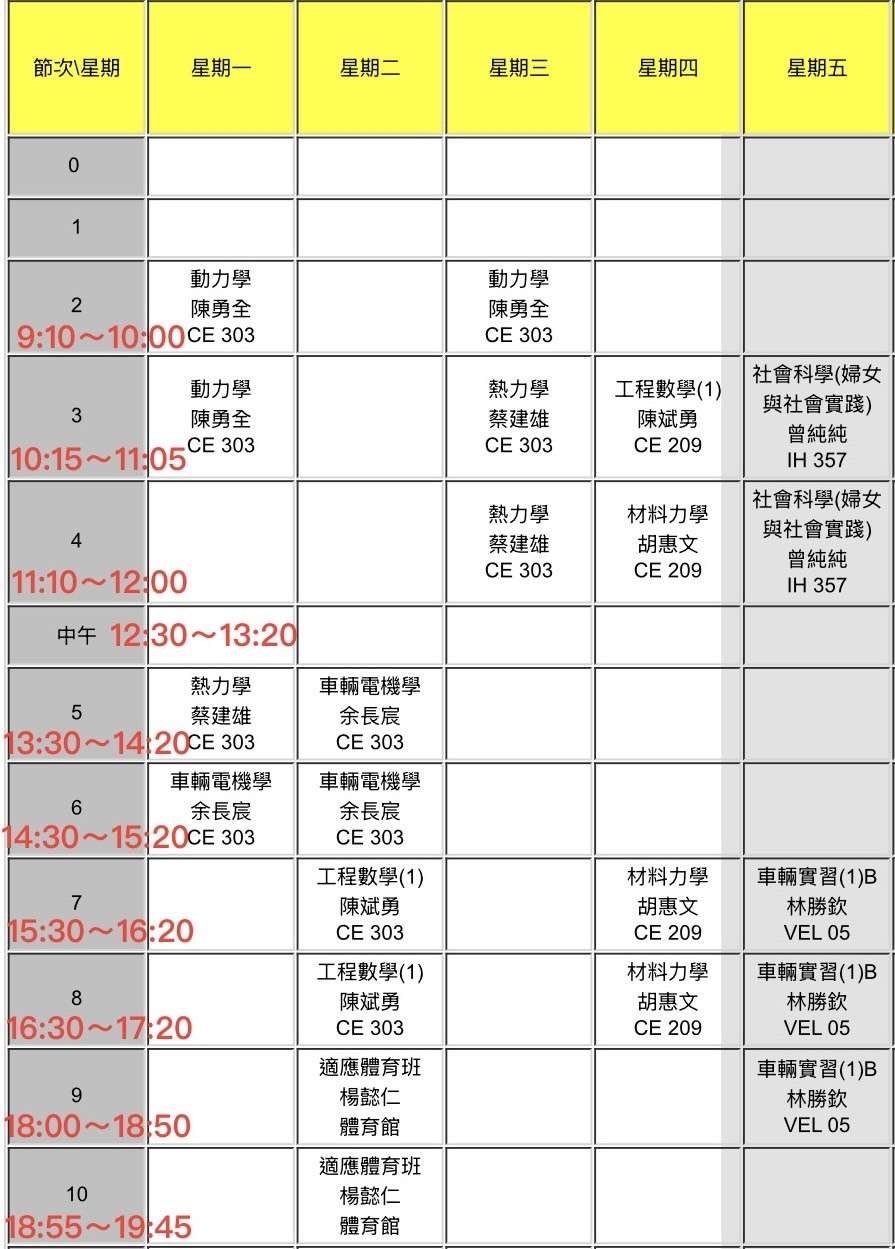 節次\星期 星期一 星期二 星期三 星期四 星期五
0
1
動力學 動力學
2 陳勇全 陳勇全
9:10～10:00 CE 303 CE 303
社會科學(婦女
動力學 熱力學 工程數學(1) 與社會實踐)
3 陳勇全 蔡建雄 陳斌勇 曾純純
10:15～11:05 CE 303 CE 303 CE 209 IH 357
社會科學(婦女
熱力學 材料力學 與社會實踐)
4 蔡建雄 胡惠文 曾純純
11:10～12:00 CE 303 CE 209 IH 357
中午 12:30～13:20
熱力學 車輛電機學
5 蔡建雄 余長宸
13:30～14:20 CE 303 CE 303
車輛電機學 車輛電機學
6 余長宸 余長宸
14:30～15:20 CE 303 CE 303
工程數學(1) 材料力學 車輛實習(1)B
7 陳斌勇 胡惠文 林勝欽
15:30～16:20 CE 303 CE 209 VEL 05
工程數學(1) 材料力學 車輛實習(1)B
8 陳斌勇 胡惠文 林勝欽
16:30～17:20 CE 303 CE 209 VEL 05
適應體育班 車輛實習(1)B
9 楊懿仁 林勝欽
18:00～18:50 體育館 VEL 05
適應體育班
10 楊懿仁
18:55～19:45 體育館